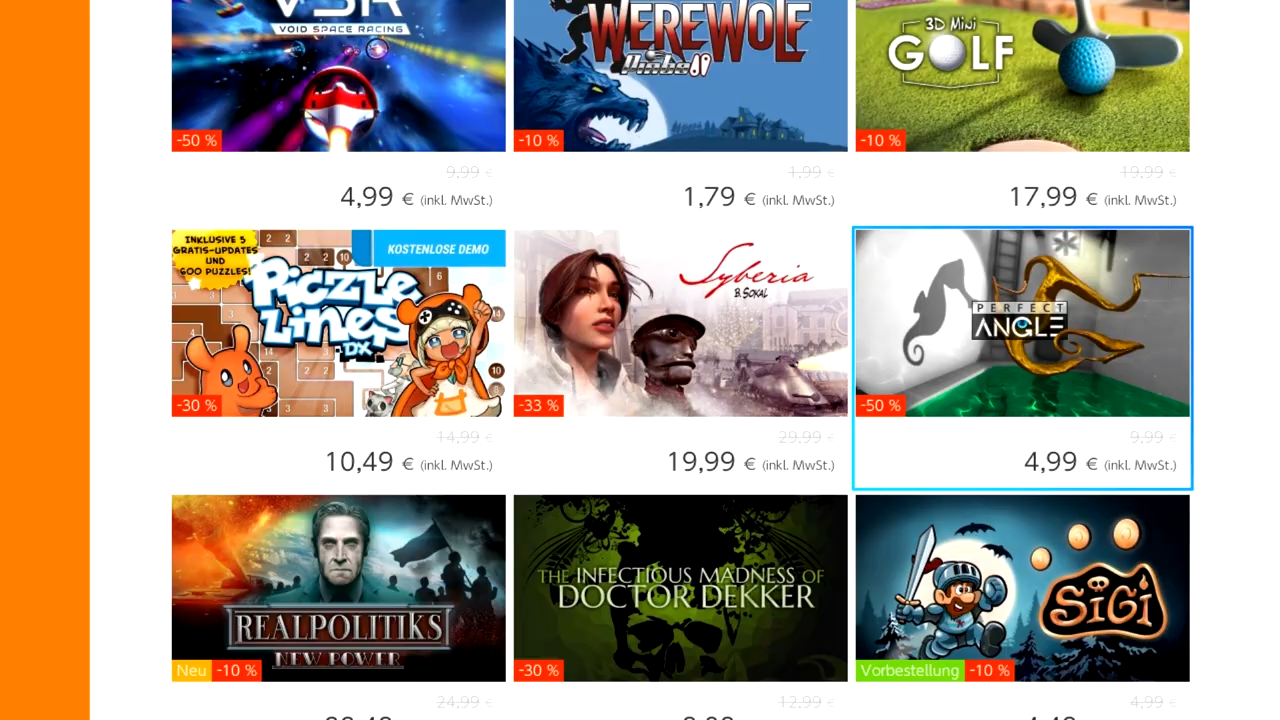 VSR
VOID SPACE RACING
-50 %
9,99 €
4,99 € (inkl. MwSt.)
WEREWOLF
Pinball
-10 %
1,99 €
1,79 € (inkl. MwSt.)
3D Mini
GOLF
-10 %
19,99 €
17,99 € (inkl. MwSt.)
INKLUSIVE 5
GRATIS-UPDATES
UND
600 PUZZLES!
KOSTENLOSE DEMO
Piczle
Lines
DX
-30 %
14,99 €
10,49 € (inkl. MwSt.)
Syberia
B. SOKAL
-33 %
29,99 €
19,99 € (inkl. MwSt.)
PERFECT
ANGLE
-50 %
9,99 €
4,99 € (inkl. MwSt.)
REALPOLITIKS
NEW POWER
Neu -10 %
24,99 €
THE INFECTIOUS MADNESS OF
DOCTOR DEKKER
-30 %
12,99 €
SiGi
Vorbestellung -10 %
4,99 €